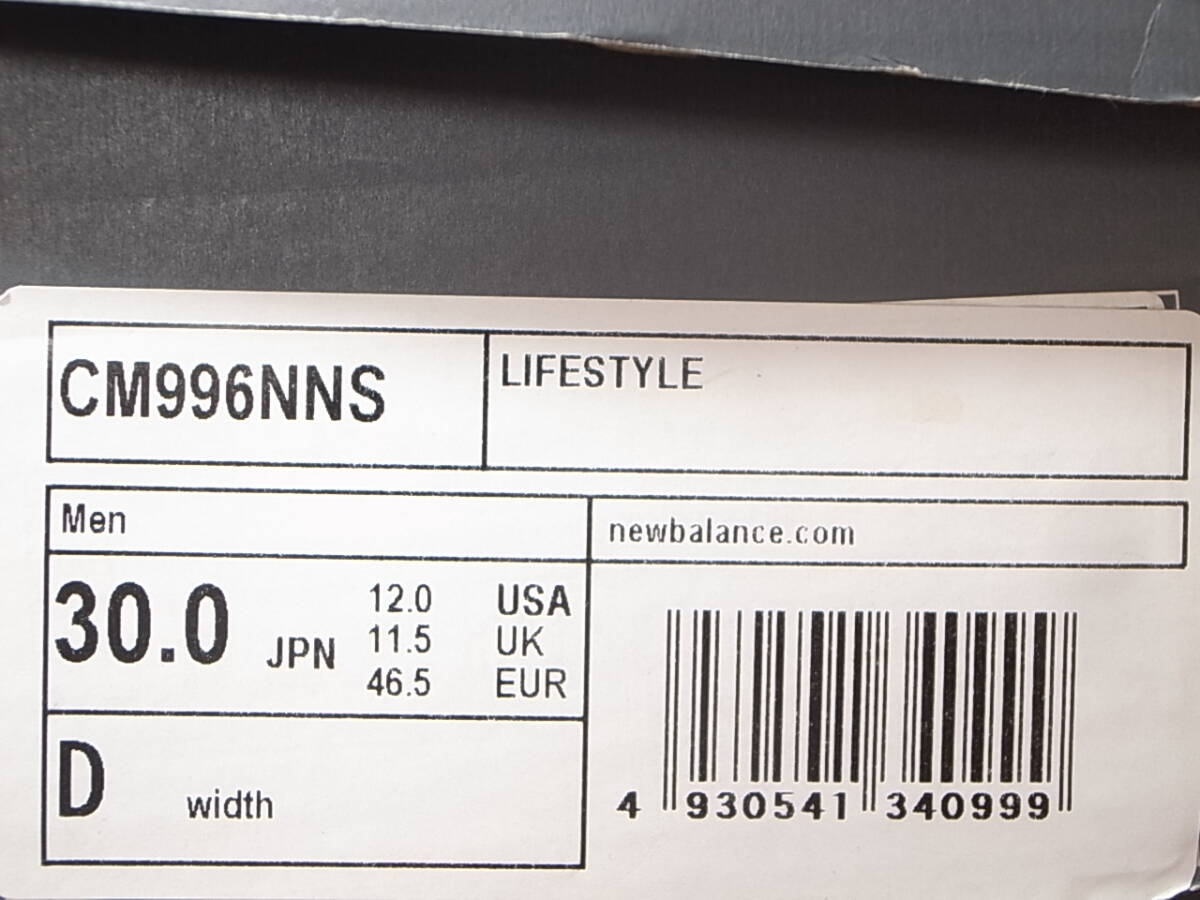 CM996NNS
LIFESTYLE
Men
newbalance.com
30.0 JPN
12.0 USA
11.5 UK
46.5 EUR
D width
4 930541 340999